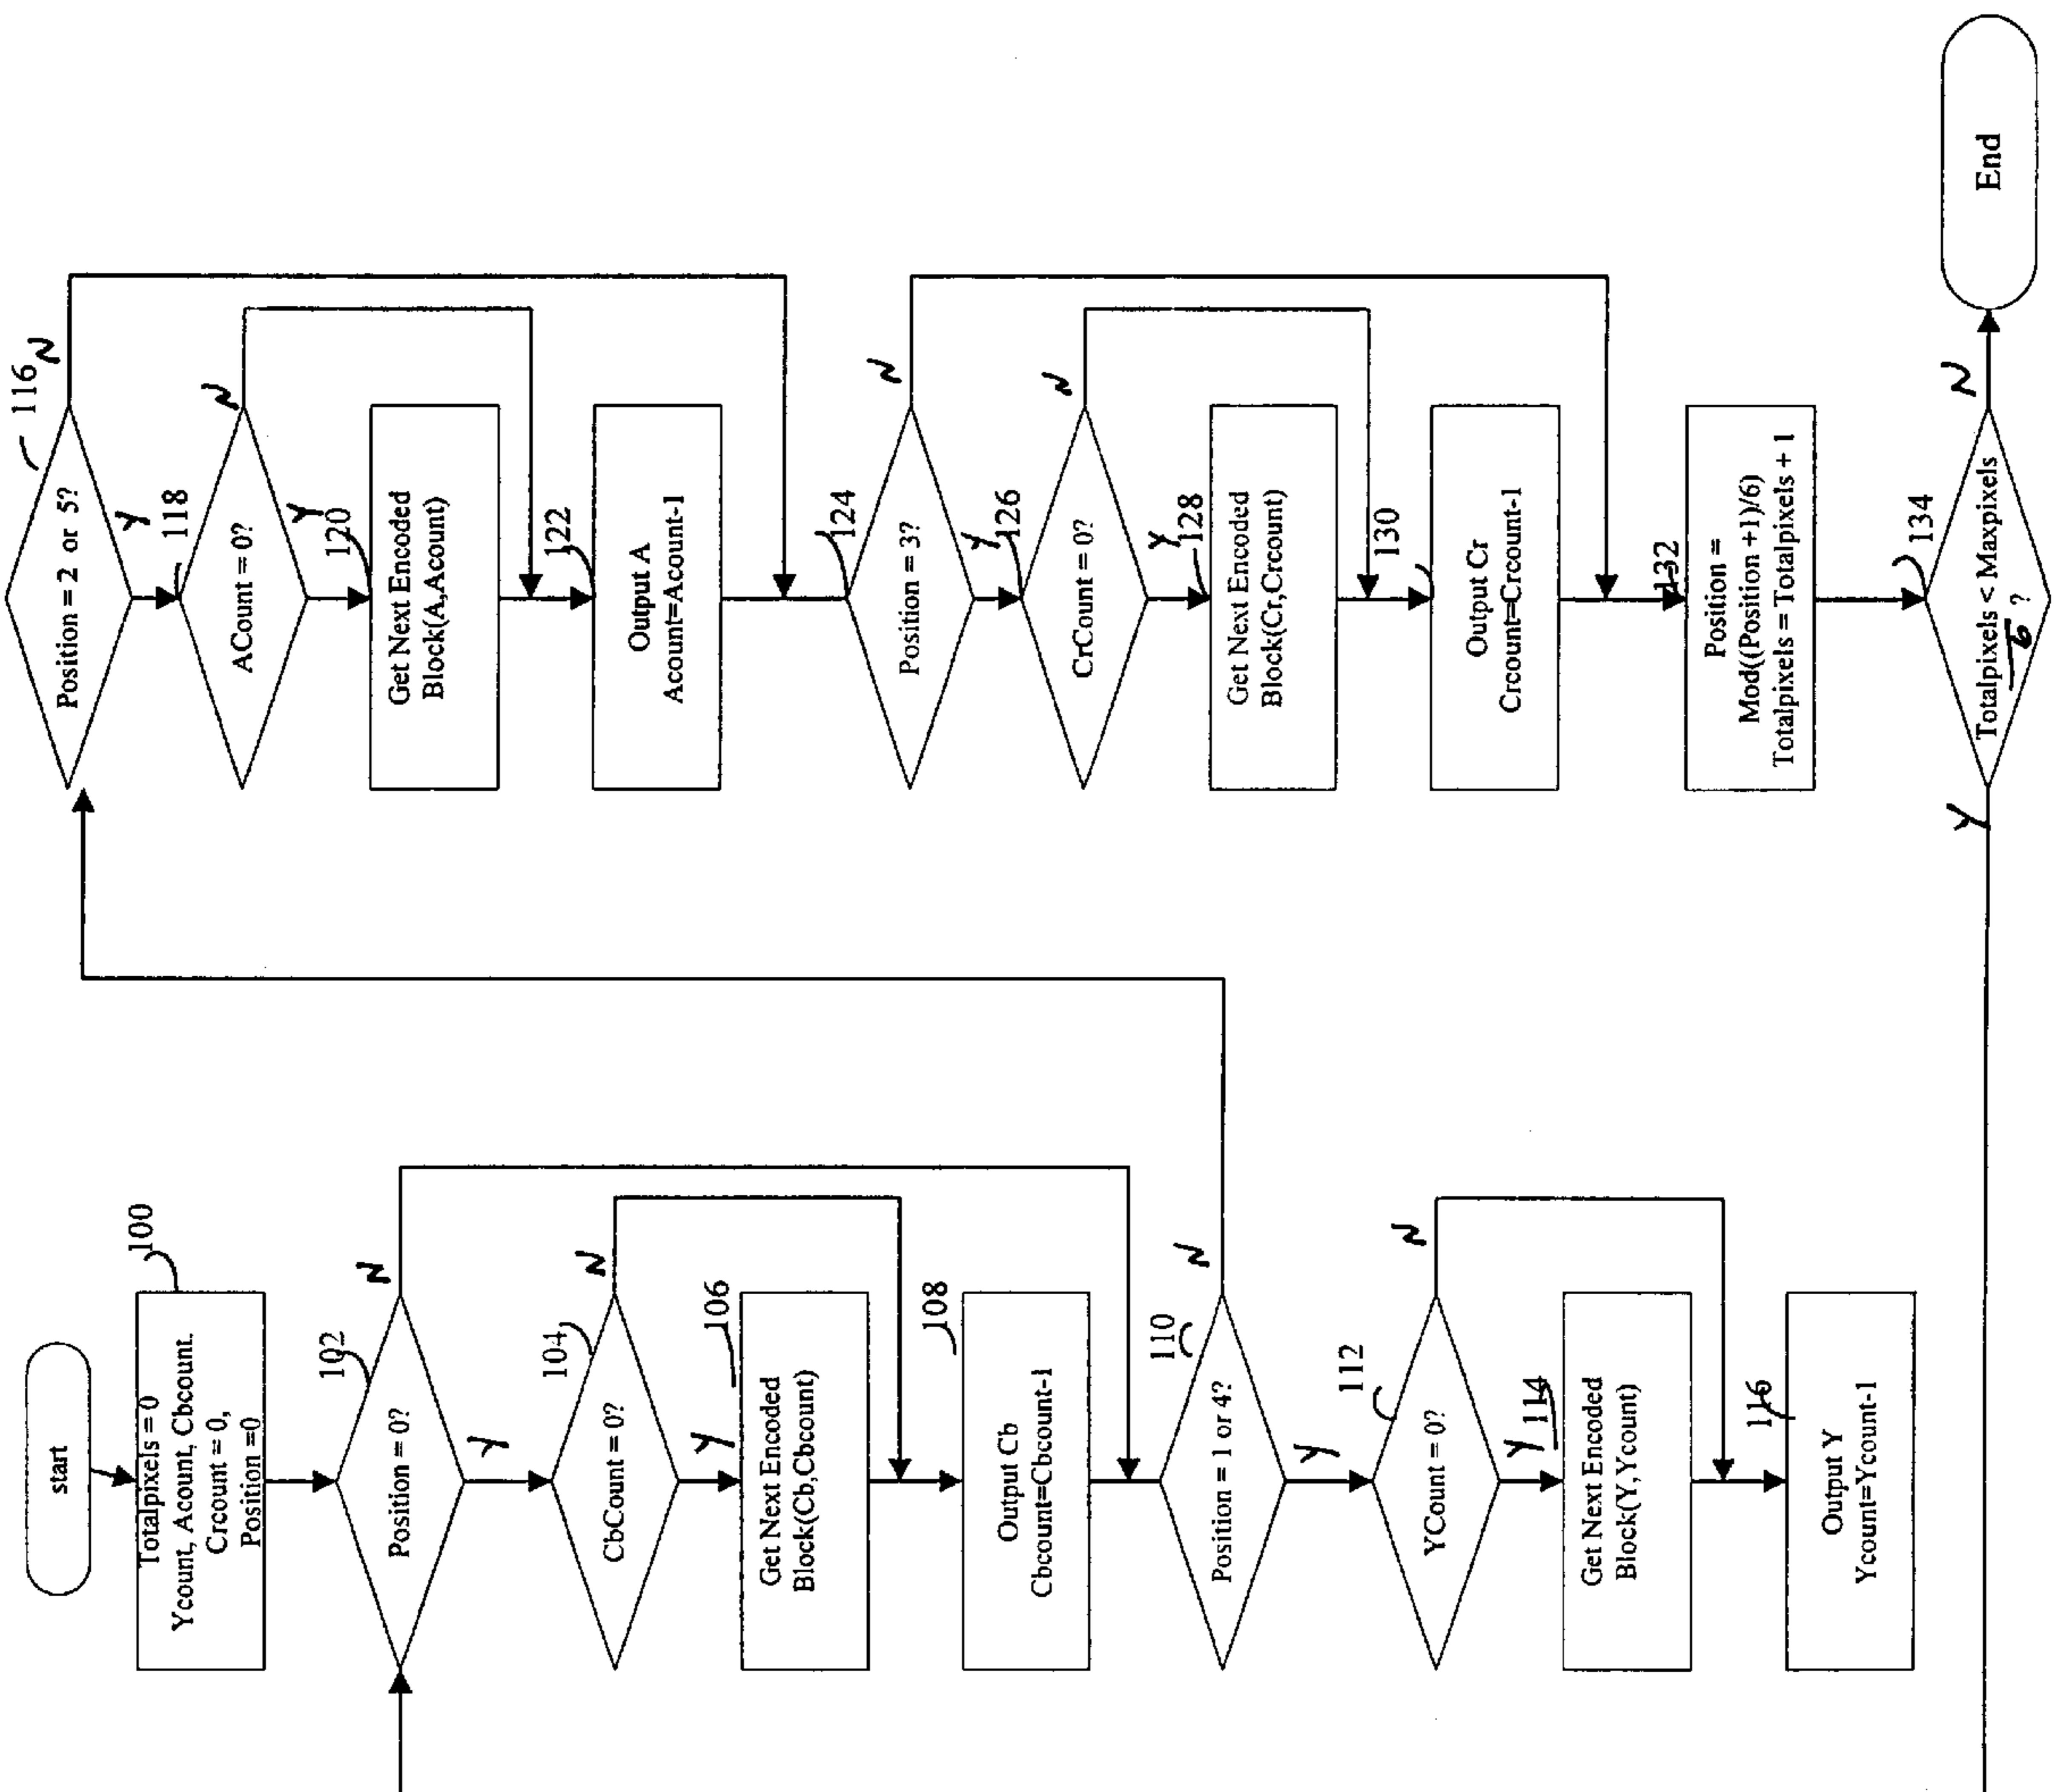 start
100
Totalpixels = 0
Ycount, Acount, Cbcount.
Crcount = 0,
Position =0
102
Position = 0?
N
Y
104
CbCount = 0?
N
Y
106
Get Next Encoded
Block(Cb,Cbcount)
108
Output Cb
Cbcount=Cbcount-1
110
Position = 1 or 4?
N
Y
112
YCount = 0?
N
Y
114
Get Next Encoded
Block(Y,Ycount)
116
Output Y
Ycount=Ycount-1
116
Position = 2 or 5?
N
Y
118
ACount = 0?
N
Y
120
Get Next Encoded
Block(A,Acount)
122
Output A
Acount=Acount-1
124
Position = 3?
N
Y
126
CrCount = 0?
N
Y
128
Get Next Encoded
Block(Cr,Crcount)
130
Output Cr
Crcount=Crcount-1
132
Position =
Mod((Position +1)/6)
Totalpixels = Totalpixels + 1
134
Totalpixels < Maxpixels
?
Y
N
End